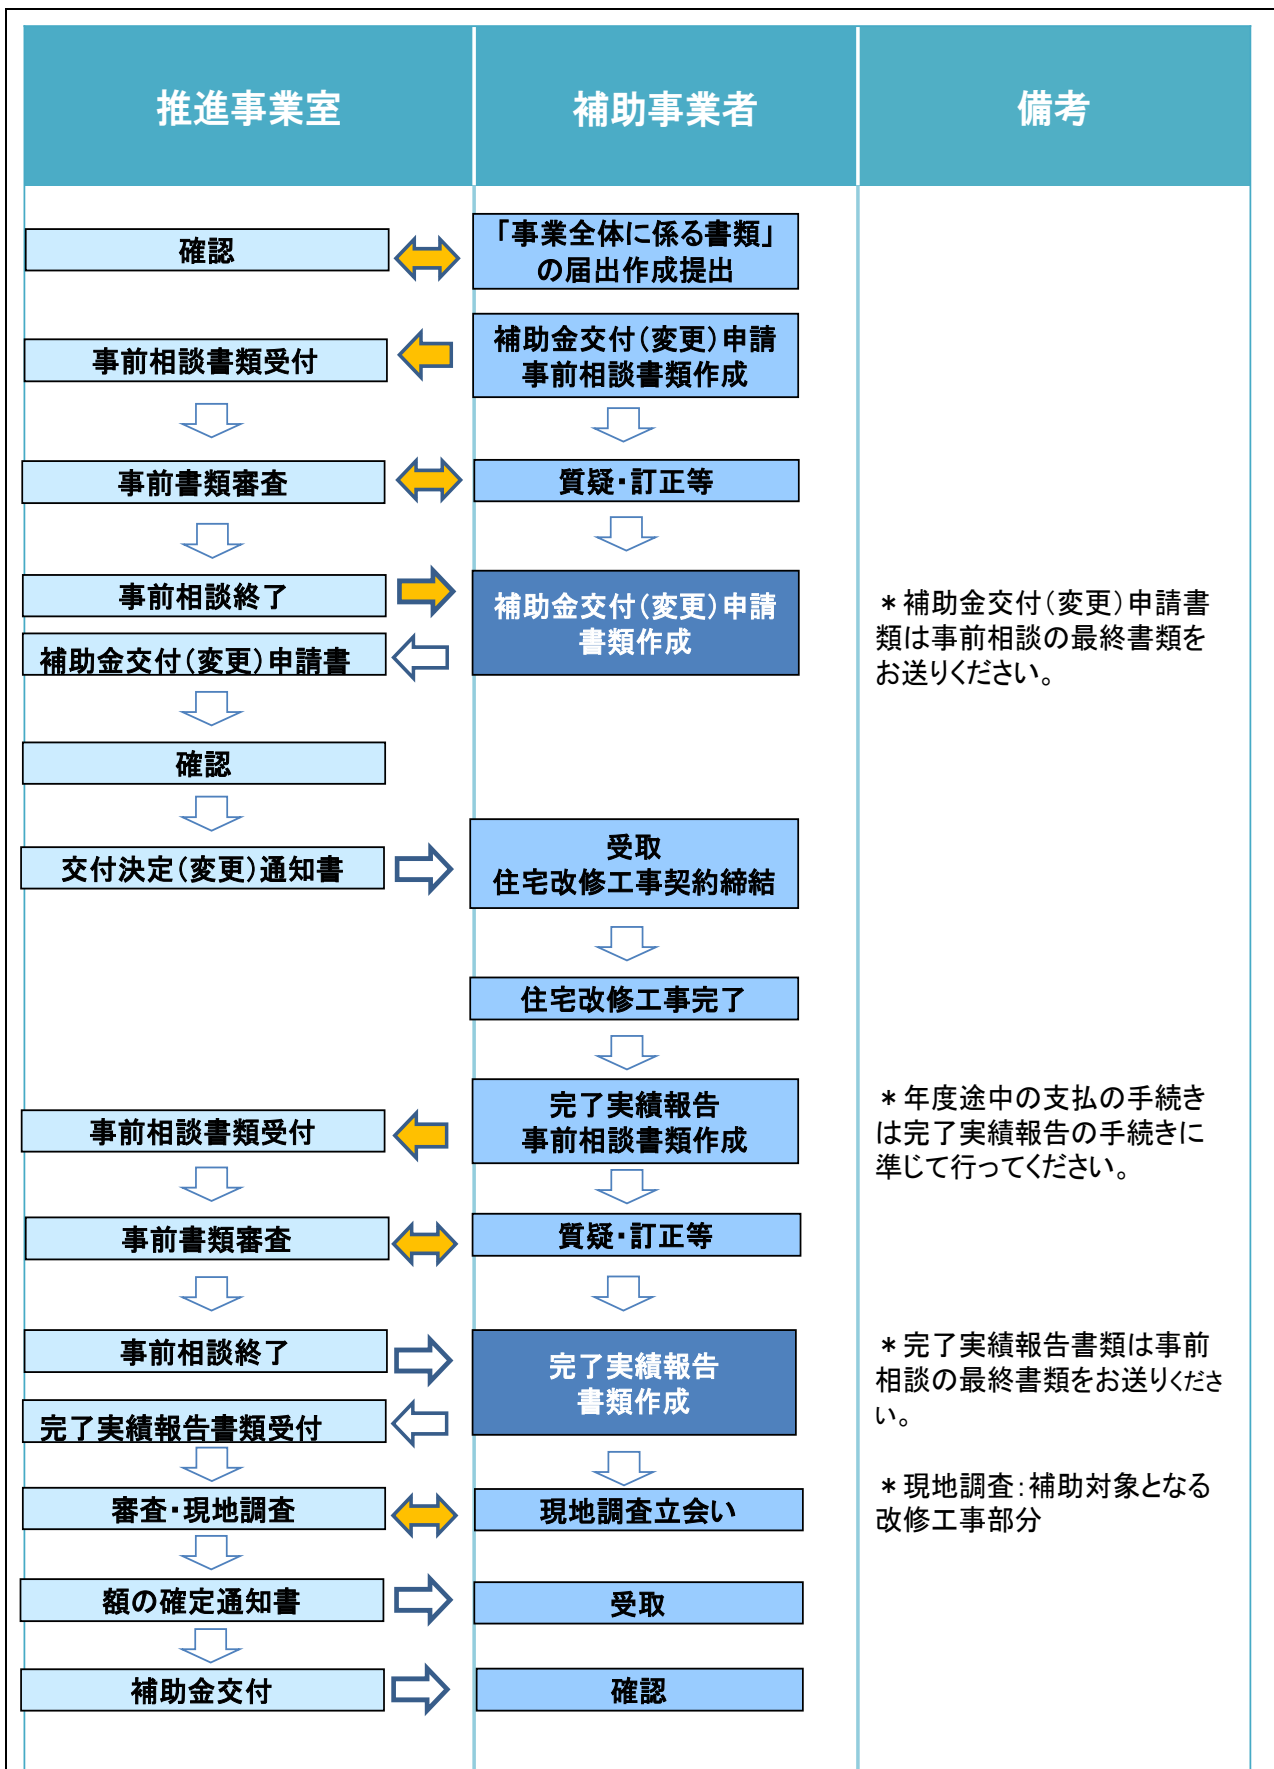 推進事業室
補助事業者
備考
確認
「事業全体に係る書類」
の届出作成提出
事前相談書類受付
補助金交付(変更)申請
事前相談書類作成
事前書類審査
質疑・訂正等
事前相談終了
補助金交付(変更)申請書
補助金交付(変更)申請
書類作成
＊補助金交付(変更)申請書
類は事前相談の最終書類を
お送りください。
確認
交付決定(変更)通知書
受取
住宅改修工事契約締結
住宅改修工事完了
事前相談書類受付
完了実績報告
事前相談書類作成
＊年度途中の支払の手続き
は完了実績報告の手続きに
準じて行ってください。
事前書類審査
質疑・訂正等
事前相談終了
完了実績報告書類受付
完了実績報告
書類作成
＊完了実績報告書類は事前
相談の最終書類をお送りくださ
い。
審査・現地調査
現地調査立会い
＊現地調査:補助対象となる
改修工事部分
額の確定通知書
受取
補助金交付
確認